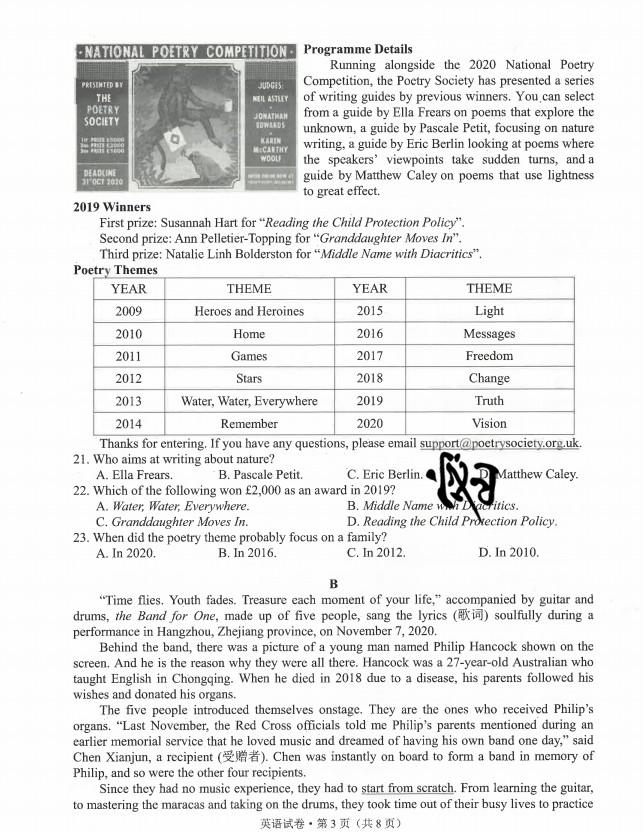 · NATIONAL POETRY COMPETITION ·
PRESENTED BY
THE
POETRY
SOCIETY
1st PRIZE £5000
2nd PRIZE £2000
3rd PRIZE £1000
DEADLINE
31ST OCT 2020
JUDGES:
NEIL ASTLEY
JONATHAN
EDWARDS
KAREN
McCARTHY
WOOLF
Programme Details
Running alongside the 2020 National Poetry
Competition, the Poetry Society has presented a series
of writing guides by previous winners. You can select
from a guide by Ella Frears on poems that explore the
unknown, a guide by Pascale Petit, focusing on nature
writing, a guide by Eric Berlin looking at poems where
the speakers' viewpoints take sudden turns, and a
guide by Matthew Caley on poems that use lightness
to great effect.
2019 Winners
First prize: Susannah Hart for “Reading the Child Protection Policy”.
Second prize: Ann Pelletier-Topping for “Granddaughter Moves In”.
Third prize: Natalie Linh Bolderston for “Middle Name with Diacritics”.
Poetry Themes
YEAR THEME YEAR THEME
2009 Heroes and Heroines 2015 Light
2010 Home 2016 Messages
2011 Games 2017 Freedom
2012 Stars 2018 Change
2013 Water, Water, Everywhere 2019 Truth
2014 Remember 2020 Vision
Thanks for entering. If you have any questions, please email support@poetrysociety.org.uk.
21. Who aims at writing about nature?
A. Ella Frears. B. Pascale Petit. C. Eric Berlin. D. Matthew Caley.
22. Which of the following won £2,000 as an award in 2019?
A. Water, Water, Everywhere. B. Middle Name with Diacritics.
C. Granddaughter Moves In. D. Reading the Child Protection Policy.
23. When did the poetry theme probably focus on a family?
A. In 2020. B. In 2016. C. In 2012. D. In 2010.
B
“Time flies. Youth fades. Treasure each moment of your life,” accompanied by guitar and
drums, the Band for One, made up of five people, sang the lyrics (歌词) soulfully during a
performance in Hangzhou, Zhejiang province, on November 7, 2020.
Behind the band, there was a picture of a young man named Philip Hancock shown on the
screen. And he is the reason why they were all there. Hancock was a 27-year-old Australian who
taught English in Chongqing. When he died in 2018 due to a disease, his parents followed his
wishes and donated his organs.
The five people introduced themselves onstage. They are the ones who received Philip's
organs. “Last November, the Red Cross officials told me Philip's parents mentioned during an
earlier memorial service that he loved music and dreamed of having his own band one day,” said
Chen Xianjun, a recipient (受赠者). Chen was instantly on board to form a band in memory of
Philip, and so were the other four recipients.
Since they had no music experience, they had to start from scratch. From learning the guitar,
to mastering the maracas and taking on the drums, they took time out of their busy lives to practice
英语试卷·第 3 页（共 8 页）